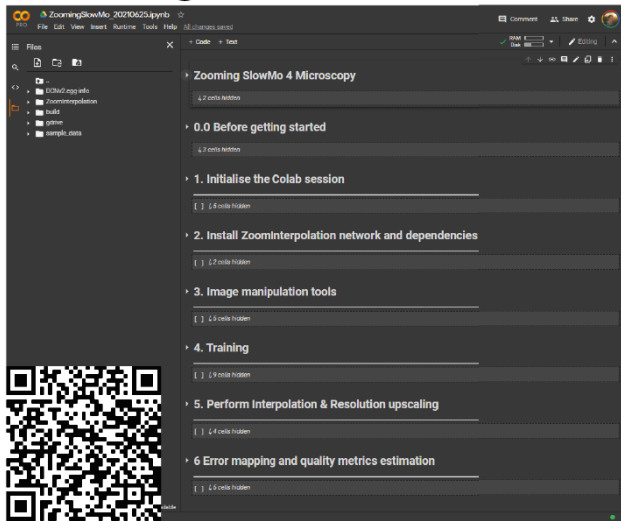 ZoomingSlowMo_20210625.ipynb
Comment Share
PRO File Edit View Insert Runtime Tools Help All changes saved
Files
+ Code + Text
RAM
Disk
Editing
..
DCNv2.egg-info
ZoomInterpolation
build
gdrive
sample_data
Zooming SlowMo 4 Microscopy
↳ 2 cells hidden
0.0 Before getting started
↳ 3 cells hidden
1. Initialise the Colab session
[ ] ↳ 5 cells hidden
2. Install ZoomInterpolation network and dependencies
[ ] ↳ 2 cells hidden
3. Image manipulation tools
[ ] ↳ 5 cells hidden
4. Training
[ ] ↳ 9 cells hidden
5. Perform Interpolation & Resolution upscaling
[ ] ↳ 4 cells hidden
6 Error mapping and quality metrics estimation
[ ] ↳ 5 cells hidden